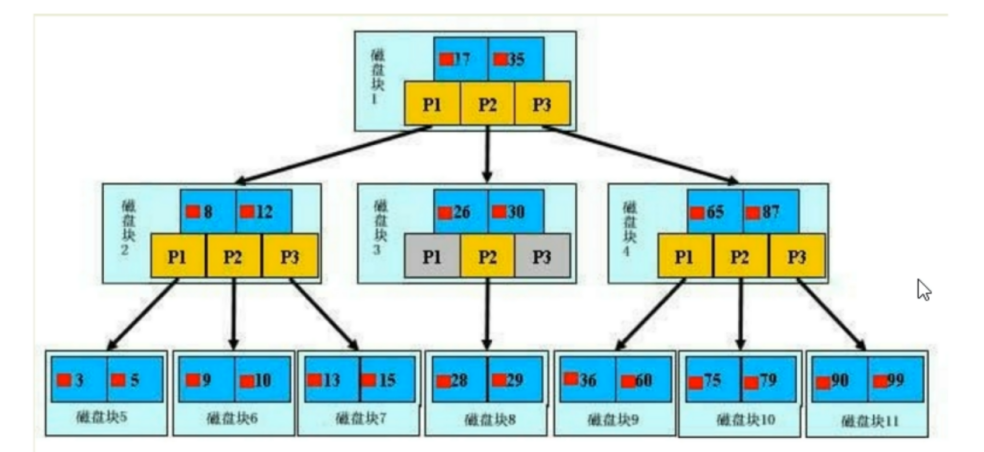 磁盘块1
17 35
P1 P2 P3
磁盘块2
8 12
P1 P2 P3
磁盘块3
26 30
P1 P2 P3
磁盘块4
65 87
P1 P2 P3
3 5
磁盘块5
9 10
磁盘块6
13 15
磁盘块7
28 29
磁盘块8
36 60
磁盘块9
75 79
磁盘块10
90 99
磁盘块11